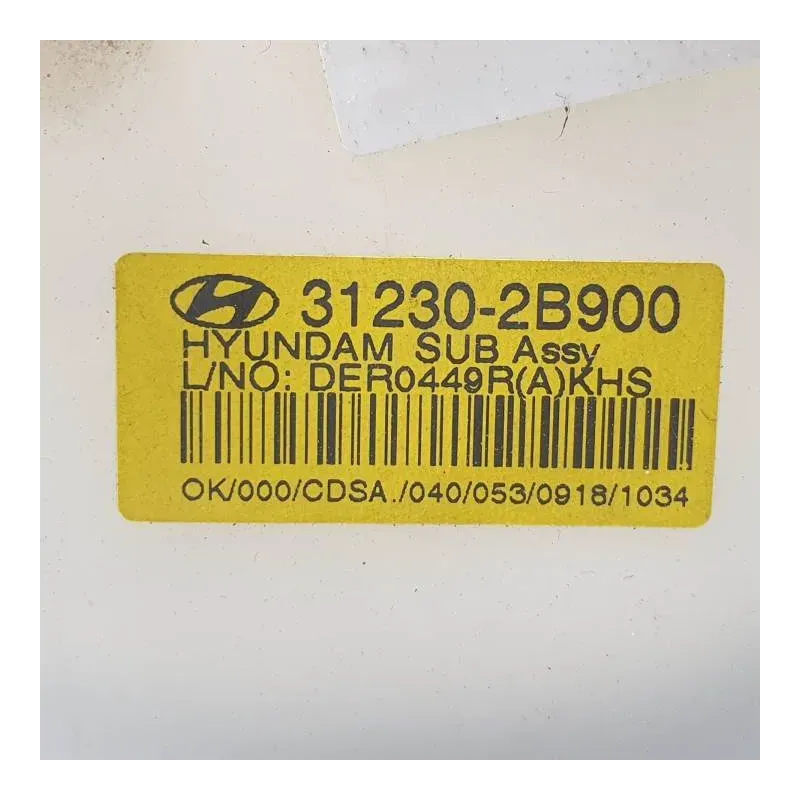 31230-2B900
HYUNDAM SUB Assy
L/NO: DER0449R(A)KHS
OK/000/CDSA./040/053/0918/1034